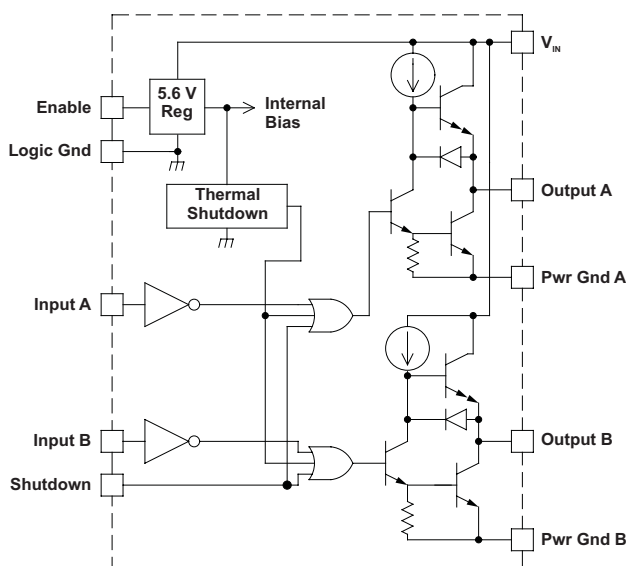 V_IN
Enable
5.6 V
Reg
Internal
Bias
Logic Gnd
Thermal
Shutdown
Output A
Pwr Gnd A
Input A
Input B
Output B
Shutdown
Pwr Gnd B